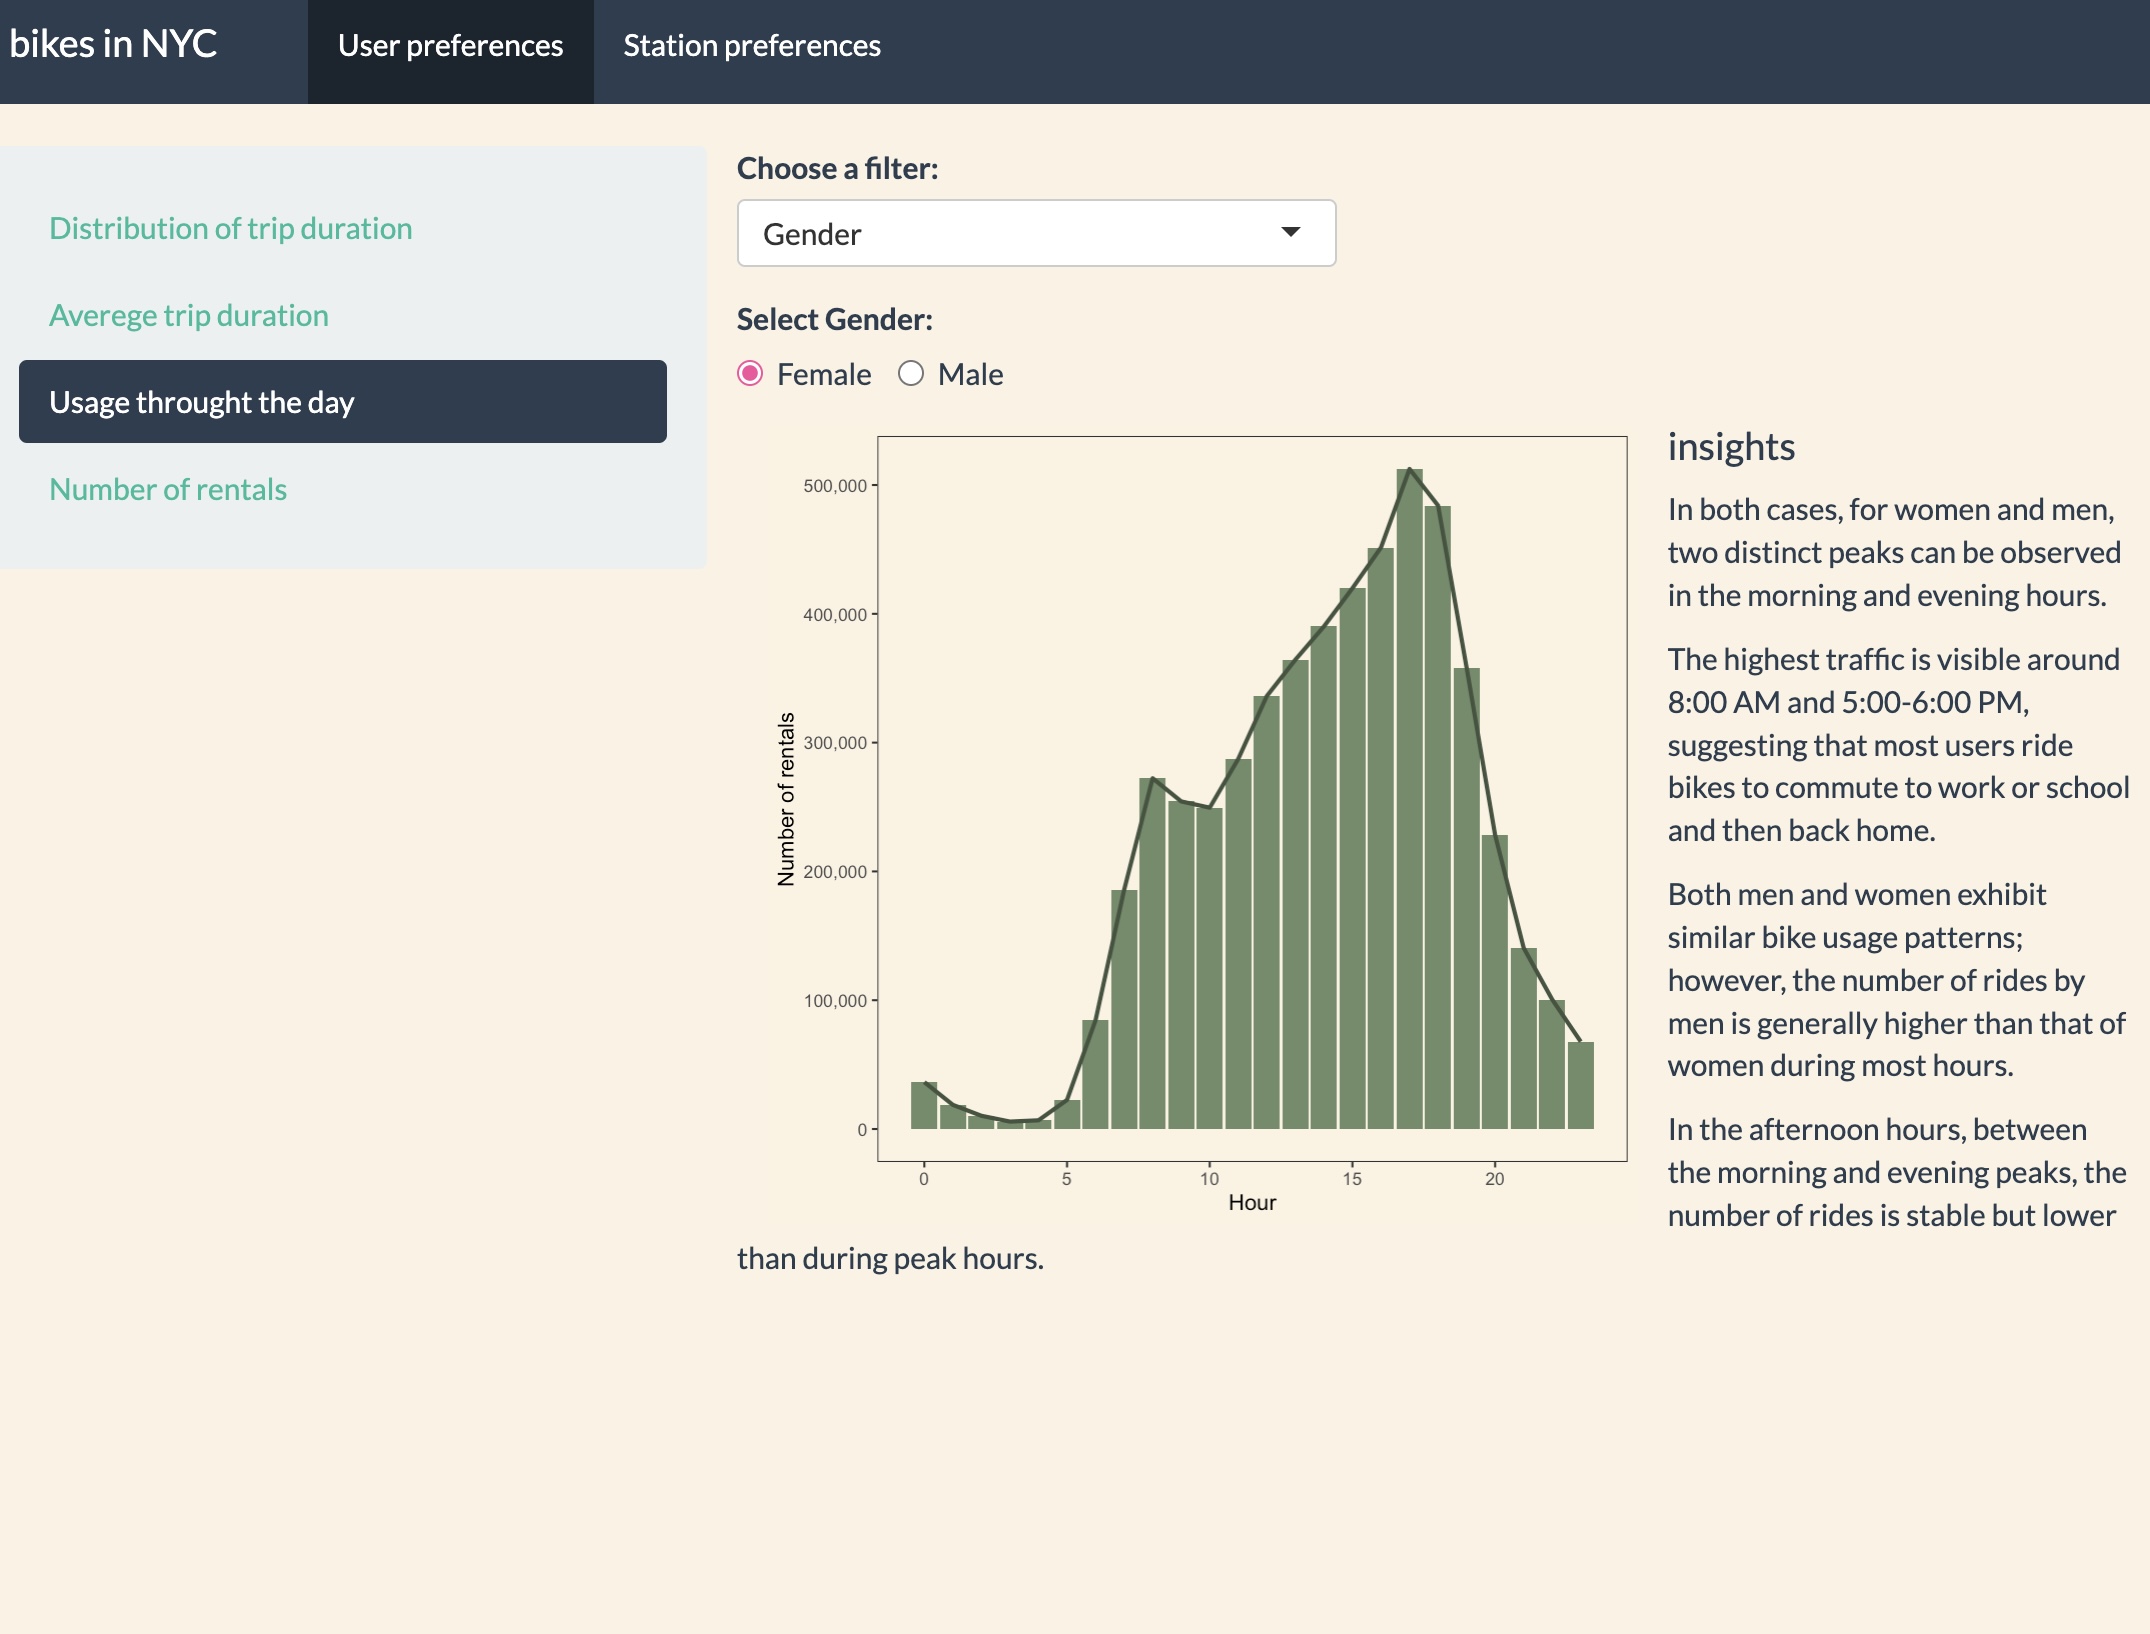 bikes in NYC
User preferences
Station preferences
Distribution of trip duration
Averege trip duration
Usage throught the day
Number of rentals
Choose a filter:
Gender
Select Gender:
Female
Male
500,000
400,000
300,000
200,000
100,000
0
Number of rentals
0
5
10
15
20
Hour
insights
In both cases, for women and men,
two distinct peaks can be observed
in the morning and evening hours.
The highest traffic is visible around
8:00 AM and 5:00-6:00 PM,
suggesting that most users ride
bikes to commute to work or school
and then back home.
Both men and women exhibit
similar bike usage patterns;
however, the number of rides by
men is generally higher than that of
women during most hours.
In the afternoon hours, between
the morning and evening peaks, the
number of rides is stable but lower
than during peak hours.